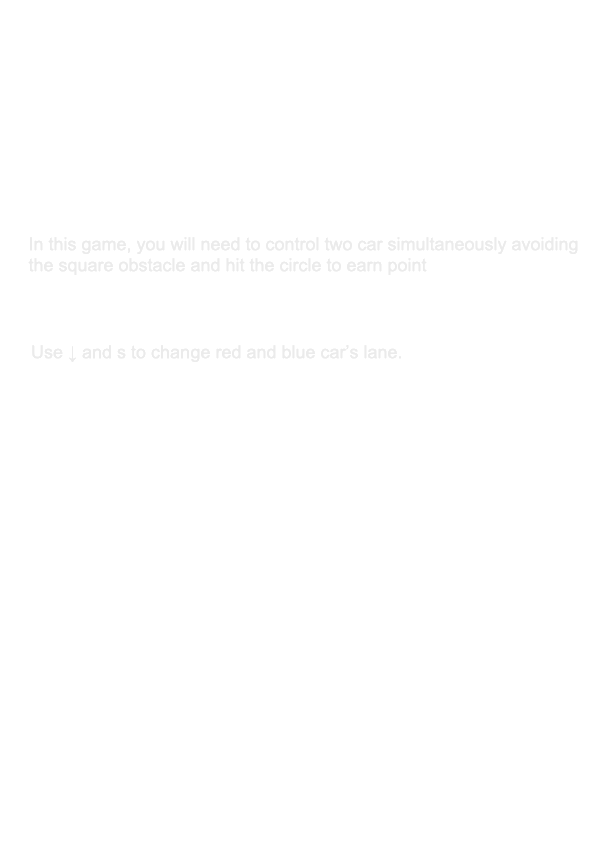 In this game, you will need to control two car simultaneously avoiding
the square obstacle and hit the circle to earn point
Use ↓ and s to change red and blue car's lane.